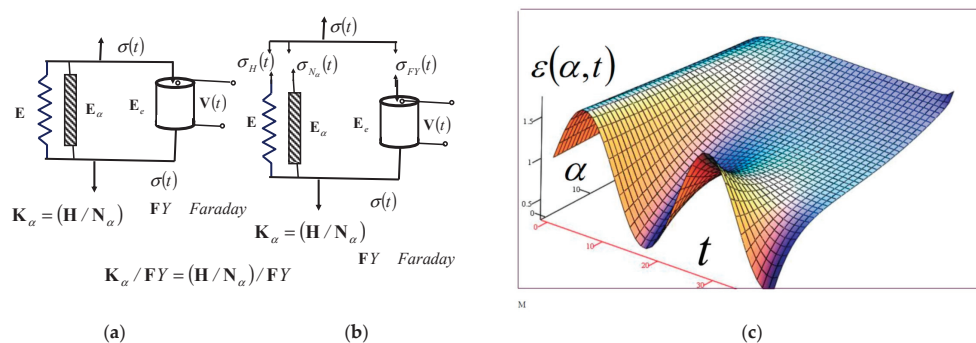 σ(t)
E
E_α
E_e
V(t)
σ(t)
K_α = (H / N_α)
FY Faraday
σ(t)
σ_H(t)
σ_{N_α}(t)
σ_{FY}(t)
E
E_α
E_e
V(t)
σ(t)
K_α = (H / N_α)
FY Faraday
K_α / FY = (H / N_α) / FY
ε(α,t)
1.5
1
0.5
0
α
10
0
10
20
30
t
M
(a)
(b)
(c)